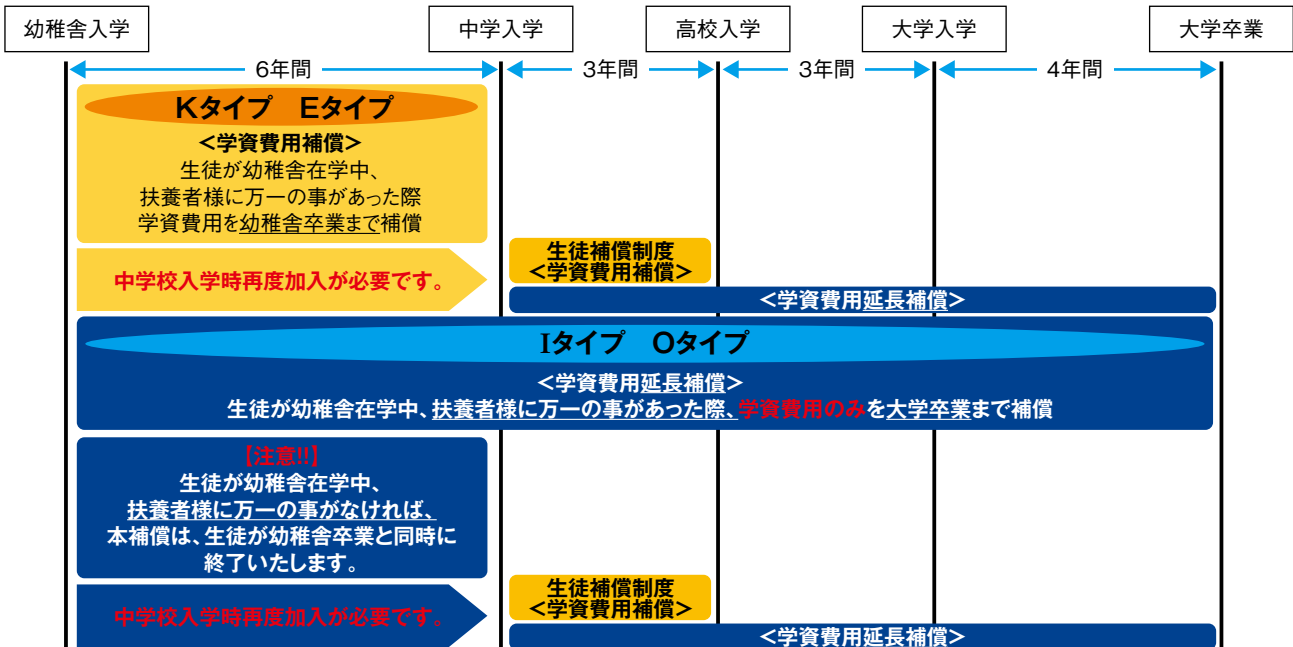 幼稚舎入学
中学入学
高校入学
大学入学
大学卒業
6年間
3年間
3年間
4年間
Kタイプ Eタイプ
<学資費用補償>
生徒が幼稚舎在学中、
扶養者様に万一の事があった際
学資費用を幼稚舎卒業まで補償
中学校入学時再度加入が必要です。
生徒補償制度
<学資費用補償>
<学資費用延長補償>
Iタイプ Oタイプ
<学資費用延長補償>
生徒が幼稚舎在学中、扶養者様に万一の事があった際、学資費用のみを大学卒業まで補償
【注意!!】
生徒が幼稚舎在学中、
扶養者様に万一の事がなければ、
本補償は、生徒が幼稚舎卒業と同時に
終了いたします。
中学校入学時再度加入が必要です。
生徒補償制度
<学資費用補償>
<学資費用延長補償>